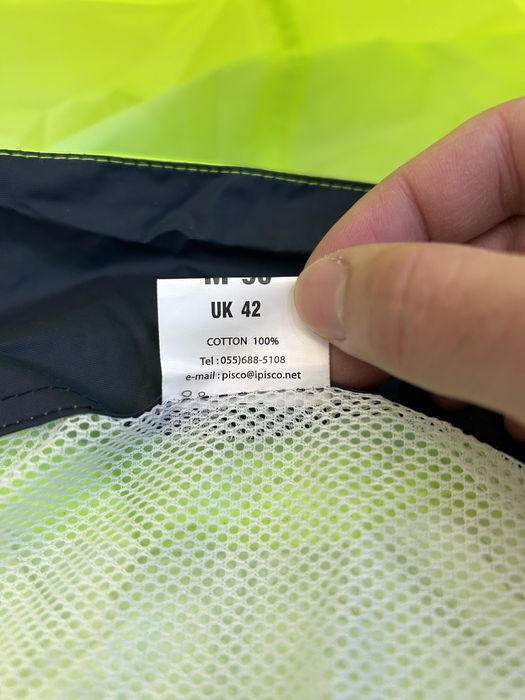 UK 42
COTTON 100%
Tel : 055)688-5108
e-mail : pisco@ipisco.net